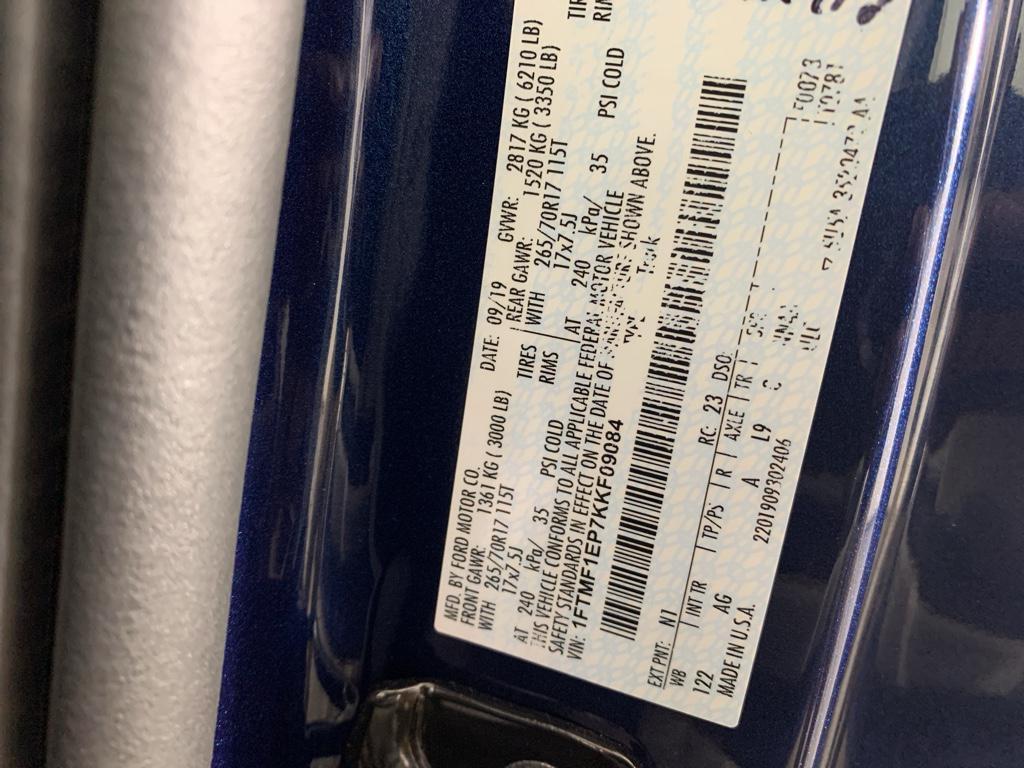 MFD. BY FORD MOTOR CO.
DATE: 09/19
GVWR: 2817 KG ( 6210 LB)
FRONT GAWR: 1361 KG ( 3000 LB)
REAR GAWR: 1520 KG ( 3350 LB)
WITH 265/70R17 115T TIRES
WITH 265/70R17 115T
17x7.5J RIMS
17x7.5J
AT 240 kPa/ 35 PSI COLD
AT 240 kPa/ 35 PSI COLD
THIS VEHICLE CONFORMS TO ALL APPLICABLE FEDERAL MOTOR VEHICLE
SAFETY STANDARDS IN EFFECT ON THE DATE OF SHOWN ABOVE.
VIN: 1FTMF1EP7KKF09084
EXT PNT: N1 RC: 23 DSO:
WB INT TR TP/PS R AXLE TR
122 AG A L9
MADE IN U.S.A. 2201909302406